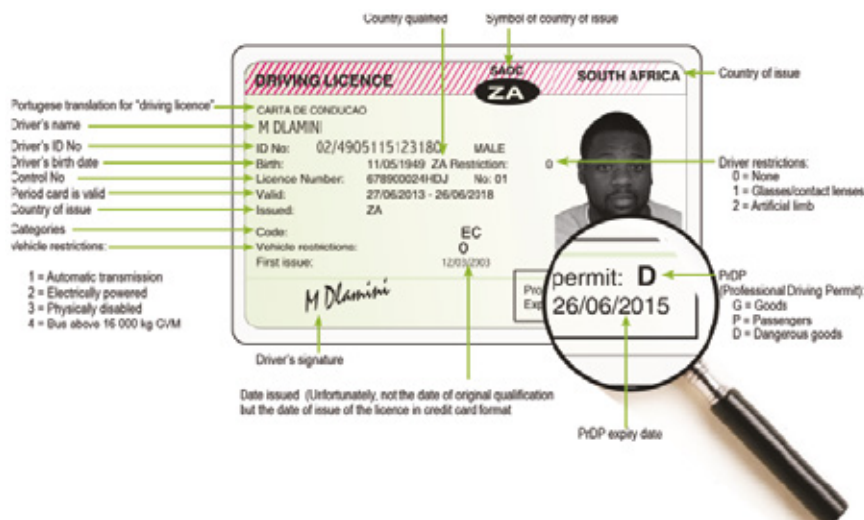 Country qualified
Symbol of country of issue
DRIVING LICENCE
SADC
ZA
SOUTH AFRICA
Country of issue
Portugese translation for "driving licence"
CARTA DE CONDUCAO
Driver's name
M DLAMINI
Driver's ID No
ID No: 02/4905115123180 MALE
Driver's birth date
Birth: 11/05/1949 ZA Restriction: 0
Driver restrictions:
0 = None
1 = Glasses/contact lenses
2 = Artificial limb
Control No
Licence Number: 678900024HDJ No: 01
Period card is valid
Valid: 27/06/2013 - 26/06/2018
Country of issue
Issued: ZA
Categories
Code: EC
Vehicle restrictions:
Vehicle restrictions: 0
First issue: 12/03/2003
1 = Automatic transmission
2 = Electrically powered
3 = Physically disabled
4 = Bus above 16 000 kg GVM
M Dlamini
Pro
Exp
permit: D
26/06/2015
PrDP
(Professional Driving Permit):
G = Goods
P = Passengers
D = Dangerous goods
Driver's signature
Date issued (Unfortunately, not the date of original qualification
but the date of issue of the licence in credit card format
PrDP expiry date